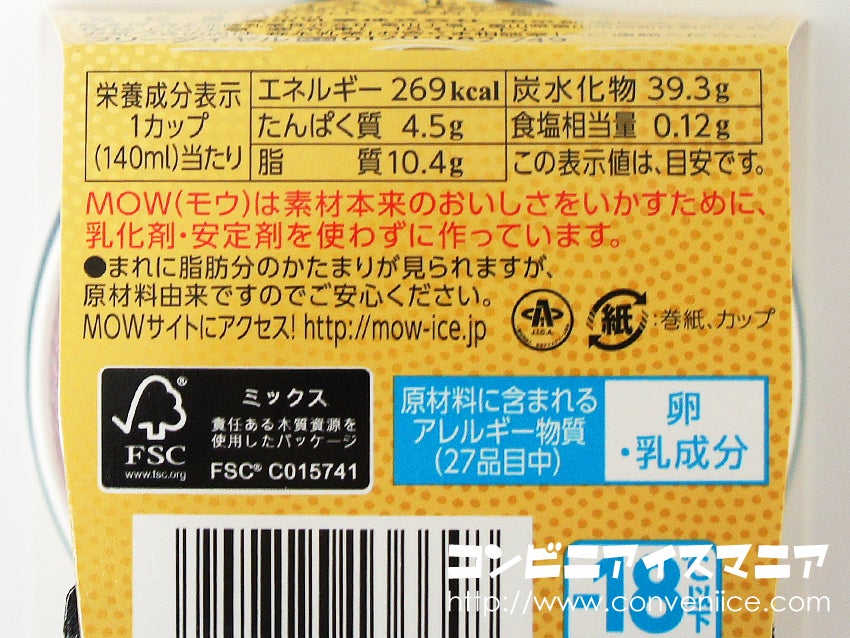 栄養成分表示
1カップ
(140ml)当たり
エネルギー 269kcal
炭水化物 39.3g
たんぱく質 4.5g
食塩相当量 0.12g
脂 質 10.4g
この表示値は、目安です。
MOW(モウ)は素材本来のおいしさをいかすために、
乳化剤・安定剤を使わずに作っています。
●まれに脂肪分のかたまりが見られますが、
原材料由来ですのでご安心ください。
MOWサイトにアクセス! http://mow-ice.jp
紙 :巻紙、カップ
FSC®
www.fsc.org
ミックス
責任ある木質資源を
使用したパッケージ
FSC® C015741
原材料に含まれる
アレルギー物質
(27品目中)
卵
・乳成分
-18℃以下
コンビニアイスマニア
http://www.conveniice.com/